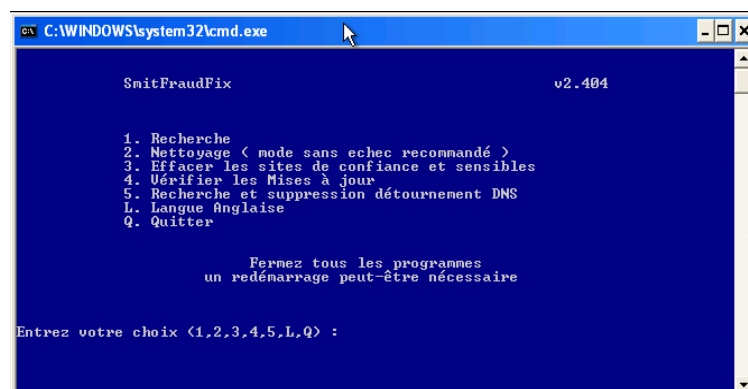 C:\WINDOWS\system32\cmd.exe
SmitFraudFix v2.404
1. Recherche
2. Nettoyage ( mode sans echec recommandé )
3. Effacer les sites de confiance et sensibles
4. Vérifier les Mises à jour
5. Recherche et suppression détournement DNS
L. Langue Anglaise
Q. Quitter
Fermez tous les programmes
un redémarrage peut-être nécessaire
Entrez votre choix (1,2,3,4,5,L,Q) :